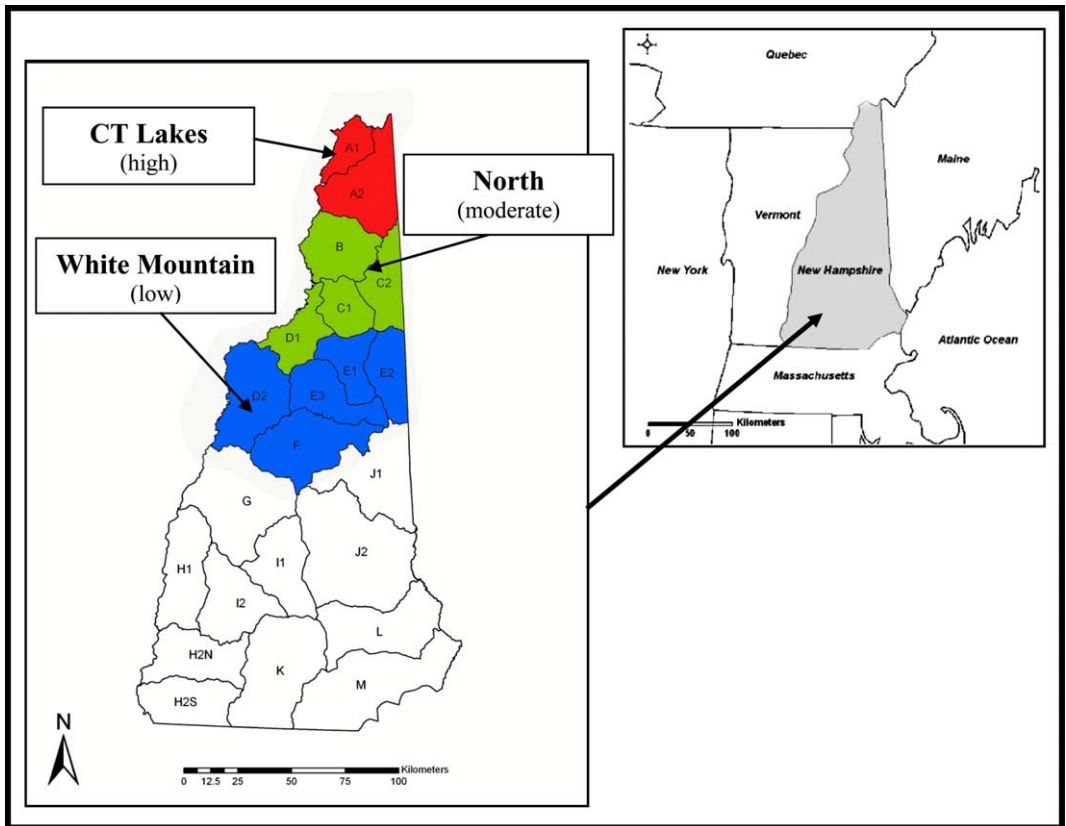 CT Lakes
(high)
North
(moderate)
White Mountain
(low)
A1
A2
B
C2
C1
D1
E1
E2
D2
E3
F
J1
G
J2
I1
H1
I2
L
H2N
K
M
H2S
N
Kilometers
0 12.5 25 50 75 100
Quebec
Maine
Vermont
New York
New Hampshire
Atlantic Ocean
Massachusetts
Kilometers
0 50 100